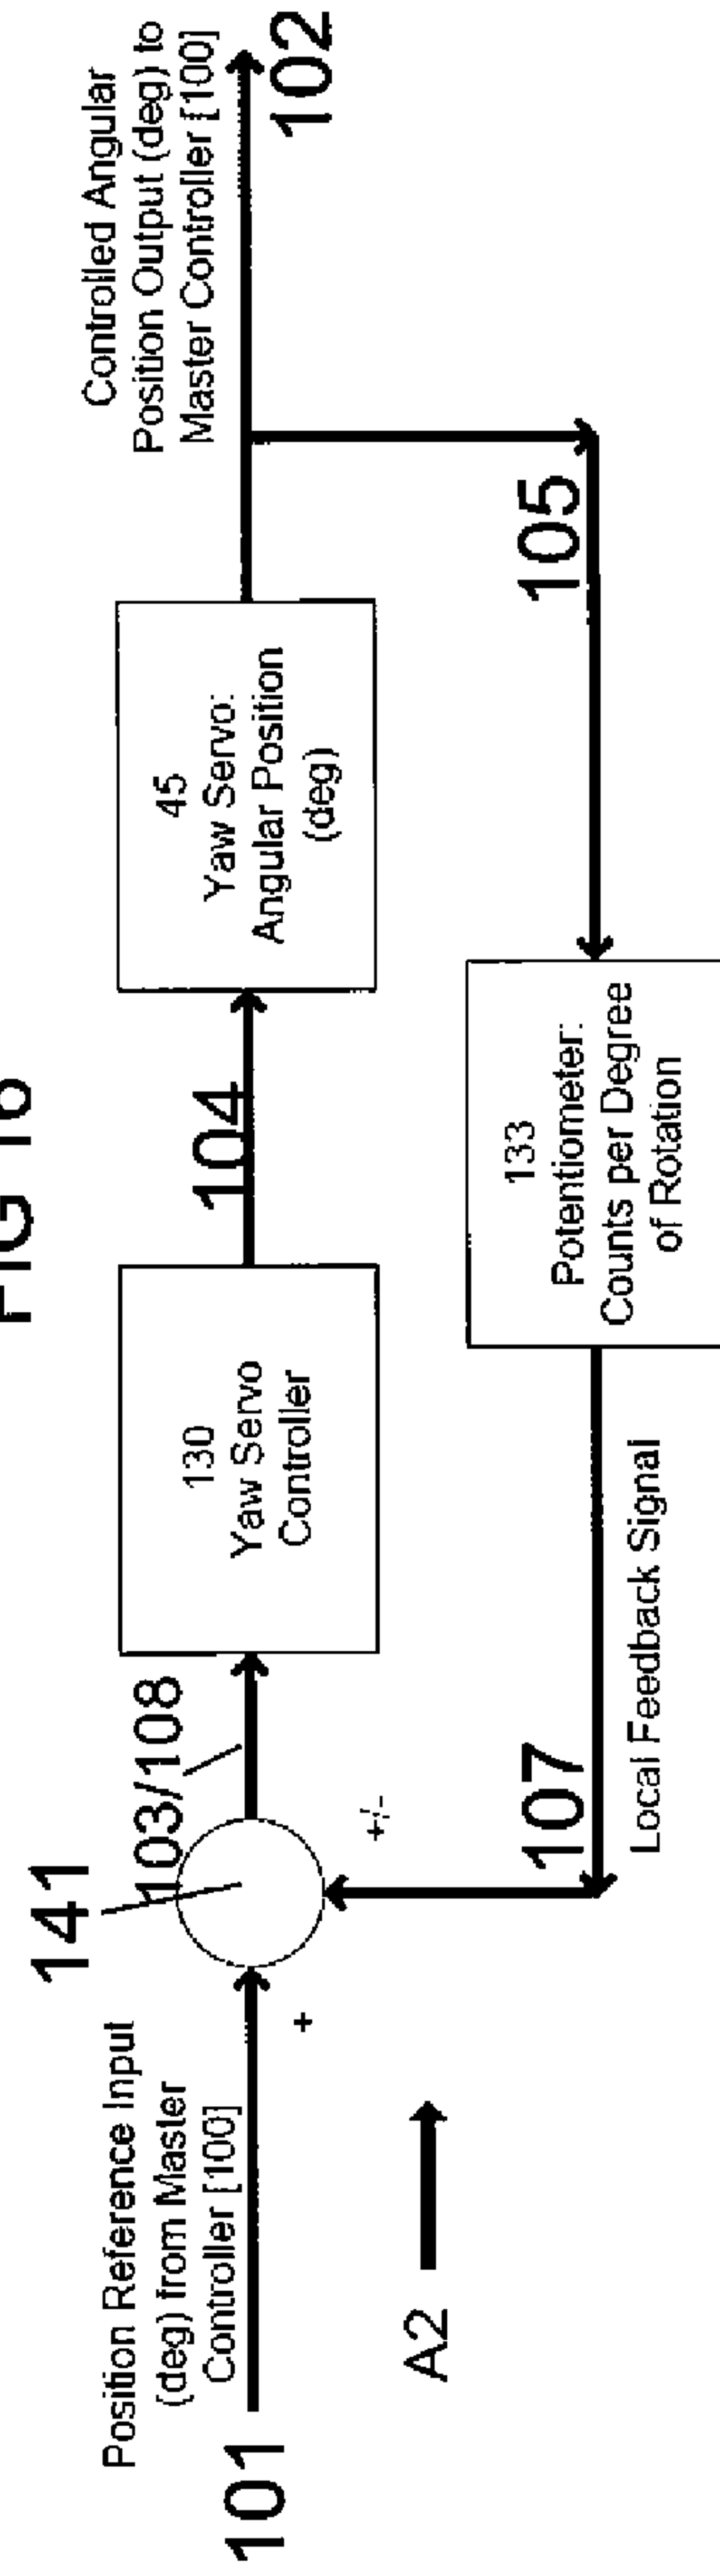 FIG 16
141
103/108
Position Reference Input
(deg) from Master
Controller [100]
101
+
+/-
130
Yaw Servo
Controller
104
45
Yaw Servo:
Angular Position
(deg)
Controlled Angular
Position Output (deg) to
Master Controller [100]
102
105
133
Potentiometer:
Counts per Degree
of Rotation
107
Local Feedback Signal
A2